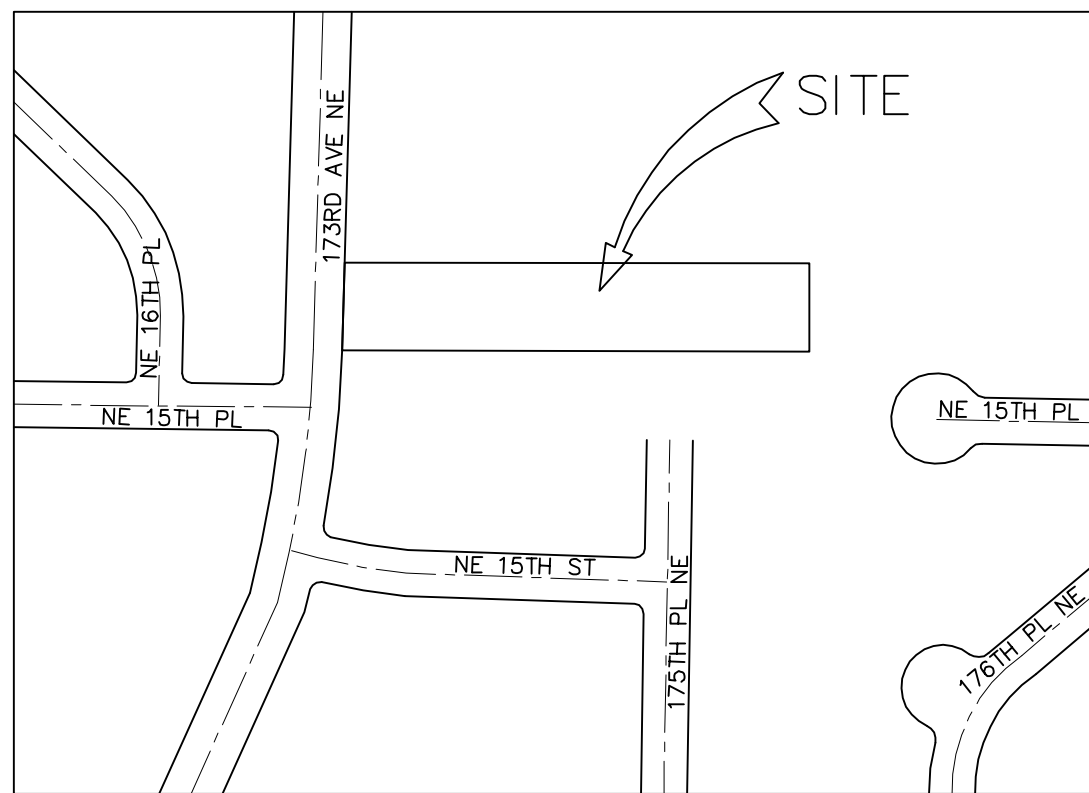 SITE
173RD AVE NE
NE 16TH PL
NE 15TH PL
NE 15TH PL
NE 15TH ST
175TH PL NE
176TH PL NE